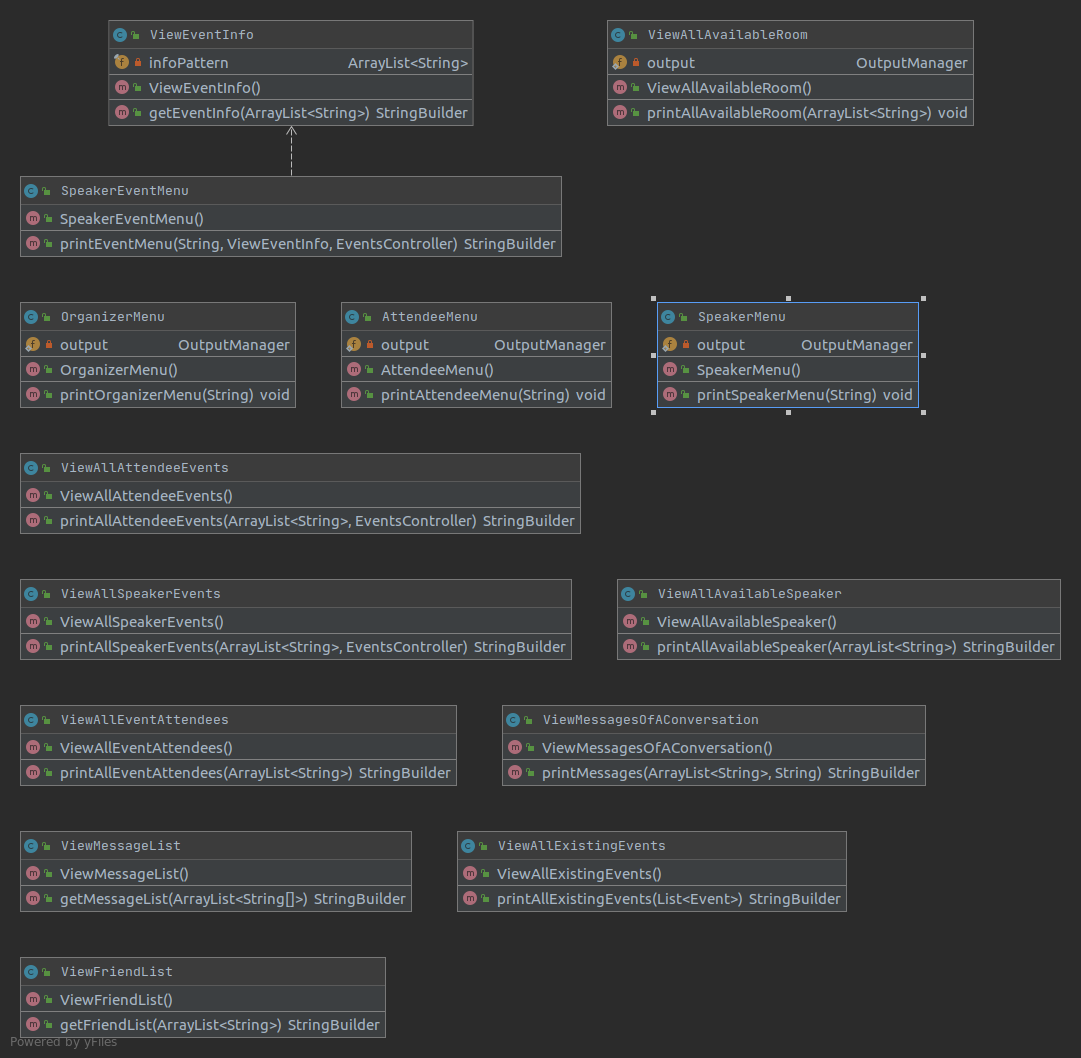 ViewEventInfo
infoPattern ArrayList<String>
ViewEventInfo()
getEventInfo(ArrayList<String>) StringBuilder
ViewAllAvailableRoom
output OutputManager
ViewAllAvailableRoom()
printAllAvailableRoom(ArrayList<String>) void
SpeakerEventMenu
SpeakerEventMenu()
printEventMenu(String, ViewEventInfo, EventsController) StringBuilder
OrganizerMenu
output OutputManager
OrganizerMenu()
printOrganizerMenu(String) void
AttendeeMenu
output OutputManager
AttendeeMenu()
printAttendeeMenu(String) void
SpeakerMenu
output OutputManager
SpeakerMenu()
printSpeakerMenu(String) void
ViewAllAttendeeEvents
ViewAllAttendeeEvents()
printAllAttendeeEvents(ArrayList<String>, EventsController) StringBuilder
ViewAllSpeakerEvents
ViewAllSpeakerEvents()
printAllSpeakerEvents(ArrayList<String>, EventsController) StringBuilder
ViewAllAvailableSpeaker
ViewAllAvailableSpeaker()
printAllAvailableSpeaker(ArrayList<String>) StringBuilder
ViewAllEventAttendees
ViewAllEventAttendees()
printAllEventAttendees(ArrayList<String>) StringBuilder
ViewMessagesOfAConversation
ViewMessagesOfAConversation()
printMessages(ArrayList<String>, String) StringBuilder
ViewMessageList
ViewMessageList()
getMessageList(ArrayList<String[]>) StringBuilder
ViewAllExistingEvents
ViewAllExistingEvents()
printAllExistingEvents(List<Event>) StringBuilder
ViewFriendList
ViewFriendList()
getFriendList(ArrayList<String>) StringBuilder
Powered by yFiles